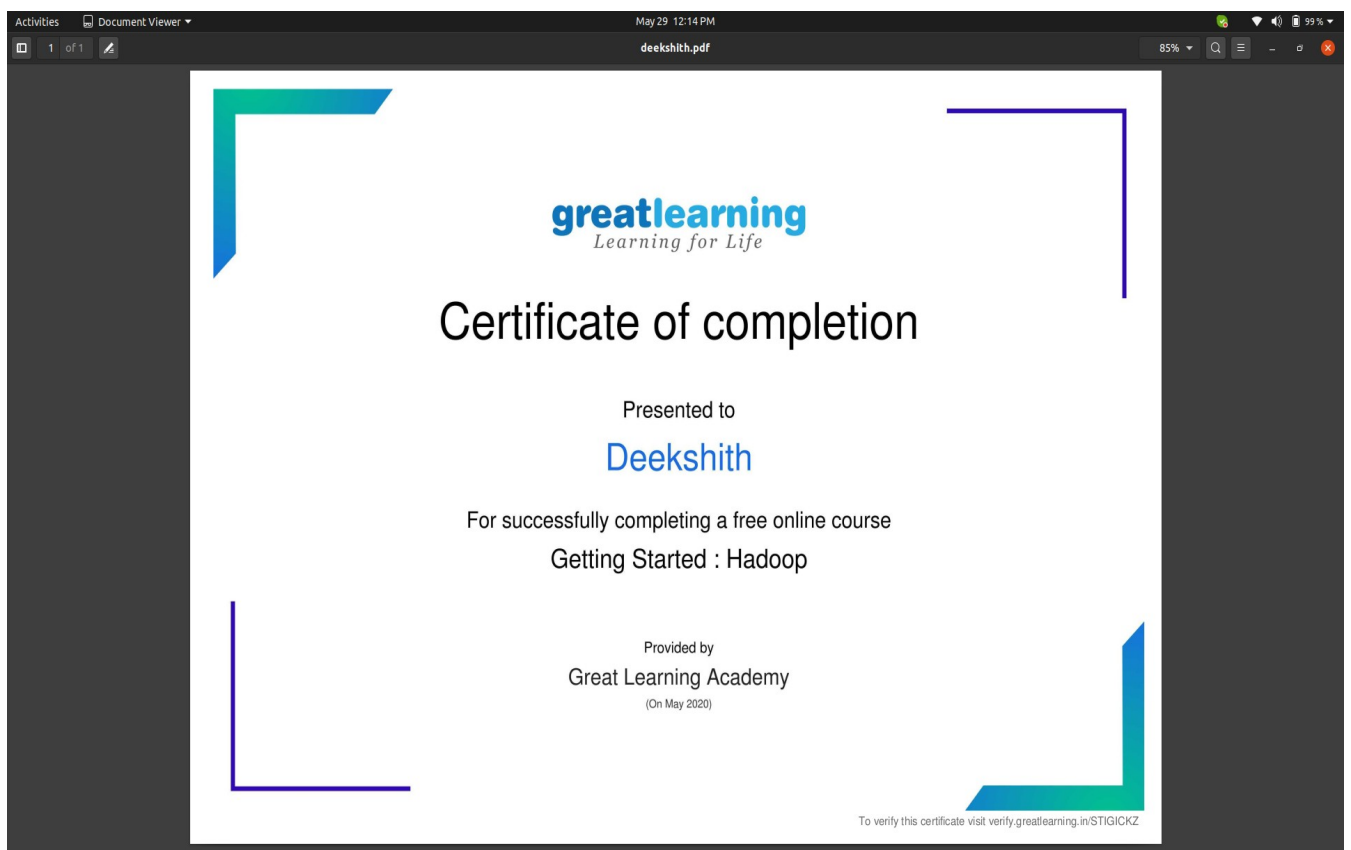 Activities Document Viewer May 29 12:14 PM 99 %
1 of 1 deekshith.pdf 85%
greatlearning
Learning for Life
Certificate of completion
Presented to
Deekshith
For successfully completing a free online course
Getting Started : Hadoop
Provided by
Great Learning Academy
(On May 2020)
To verify this certificate visit verify.greatlearning.in/STIGICKZ